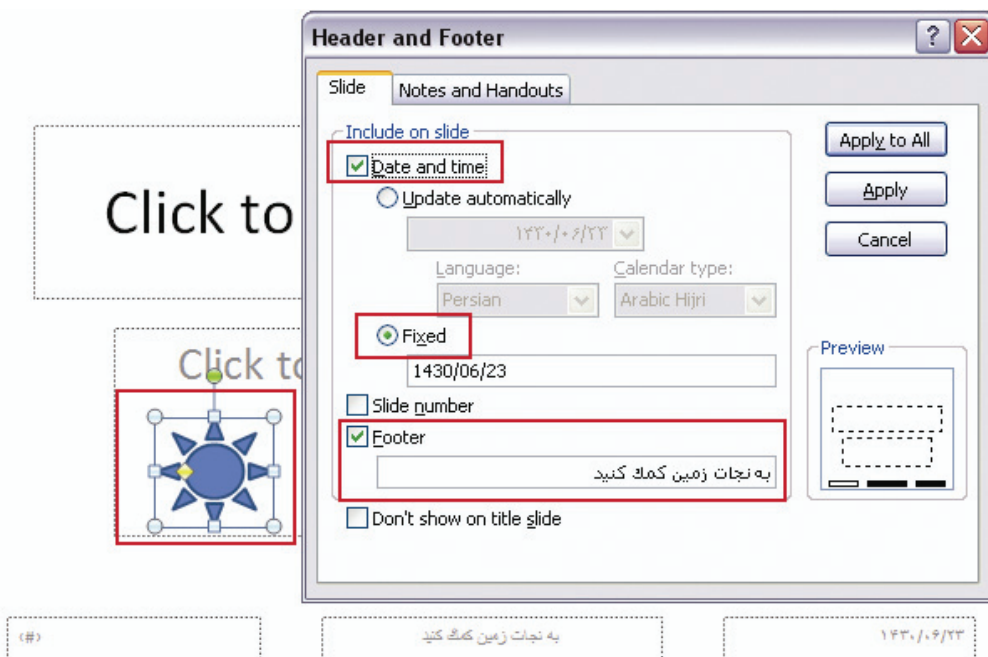 Header and Footer
Slide
Notes and Handouts
Include on slide
Date and time
Update automatically
۱۴۳۰/۰۶/۲۳
Language:
Calendar type:
Persian
Arabic Hijri
Fixed
1430/06/23
Slide number
Footer
به نجات زمین کمك کنید
Don't show on title slide
Apply to All
Apply
Cancel
Preview
Click to
Click to
‹#›
به نجات زمین کمك کنید
۱۴۳۰/۰۶/۲۳